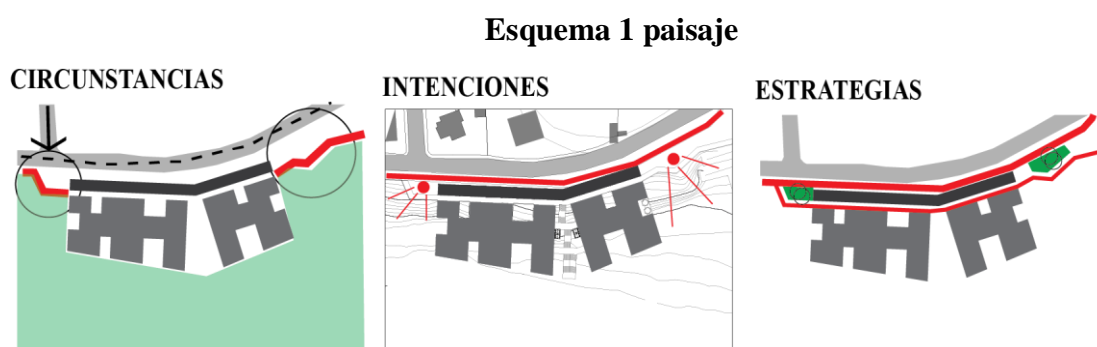 Esquema 1 paisaje
CIRCUNSTANCIAS
INTENCIONES
ESTRATEGIAS